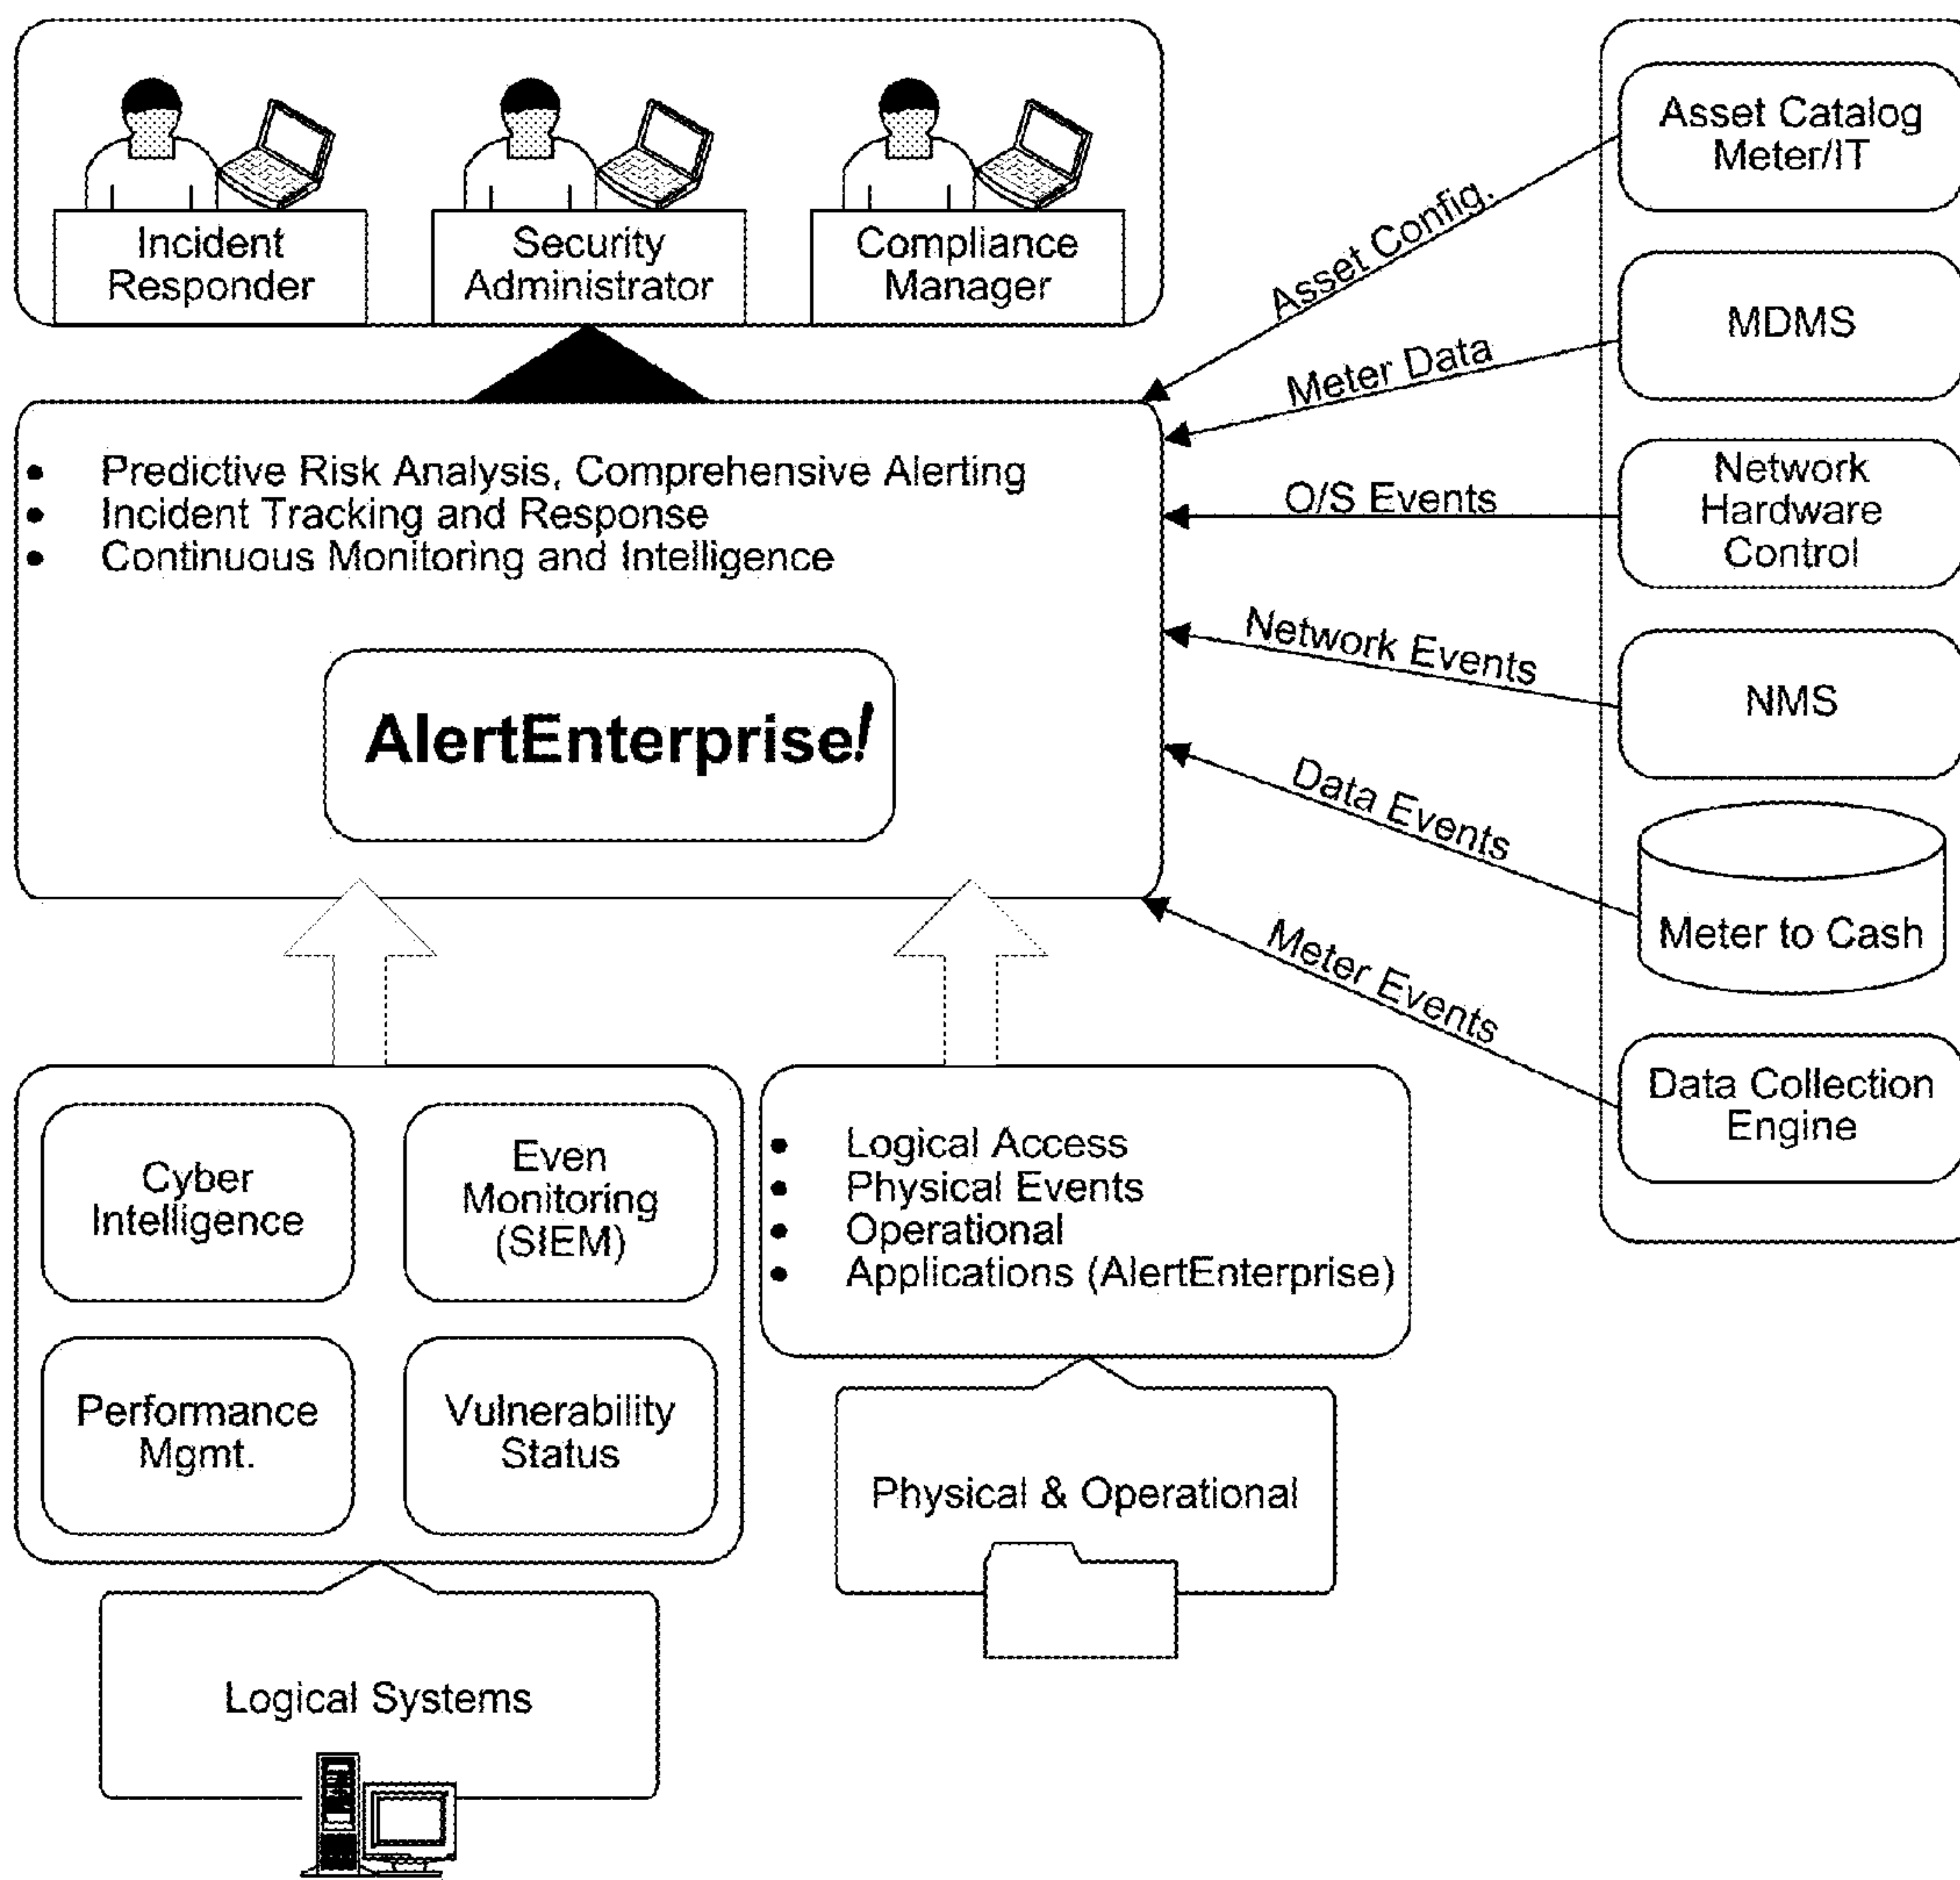 Incident
Responder
Security
Administrator
Compliance
Manager
• Predictive Risk Analysis, Comprehensive Alerting
• Incident Tracking and Response
• Continuous Monitoring and Intelligence
AlertEnterprise!
Asset Config.
Meter Data
O/S Events
Network Events
Data Events
Meter Events
Asset Catalog
Meter/IT
MDMS
Network
Hardware
Control
NMS
Meter to Cash
Data Collection
Engine
Cyber
Intelligence
Even
Monitoring
(SIEM)
Performance
Mgmt.
Vulnerability
Status
• Logical Access
• Physical Events
• Operational
• Applications (AlertEnterprise)
Physical & Operational
Logical Systems